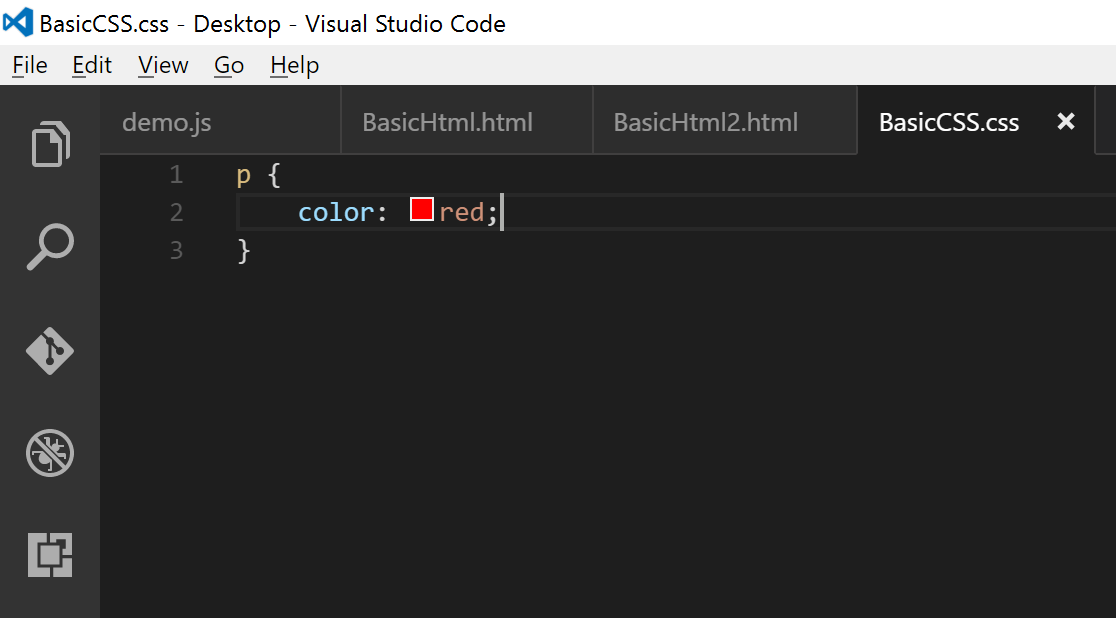 BasicCSS.css - Desktop - Visual Studio Code
File Edit View Go Help
demo.js BasicHtml.html BasicHtml2.html BasicCSS.css
1 p {
2 color: red;
3 }